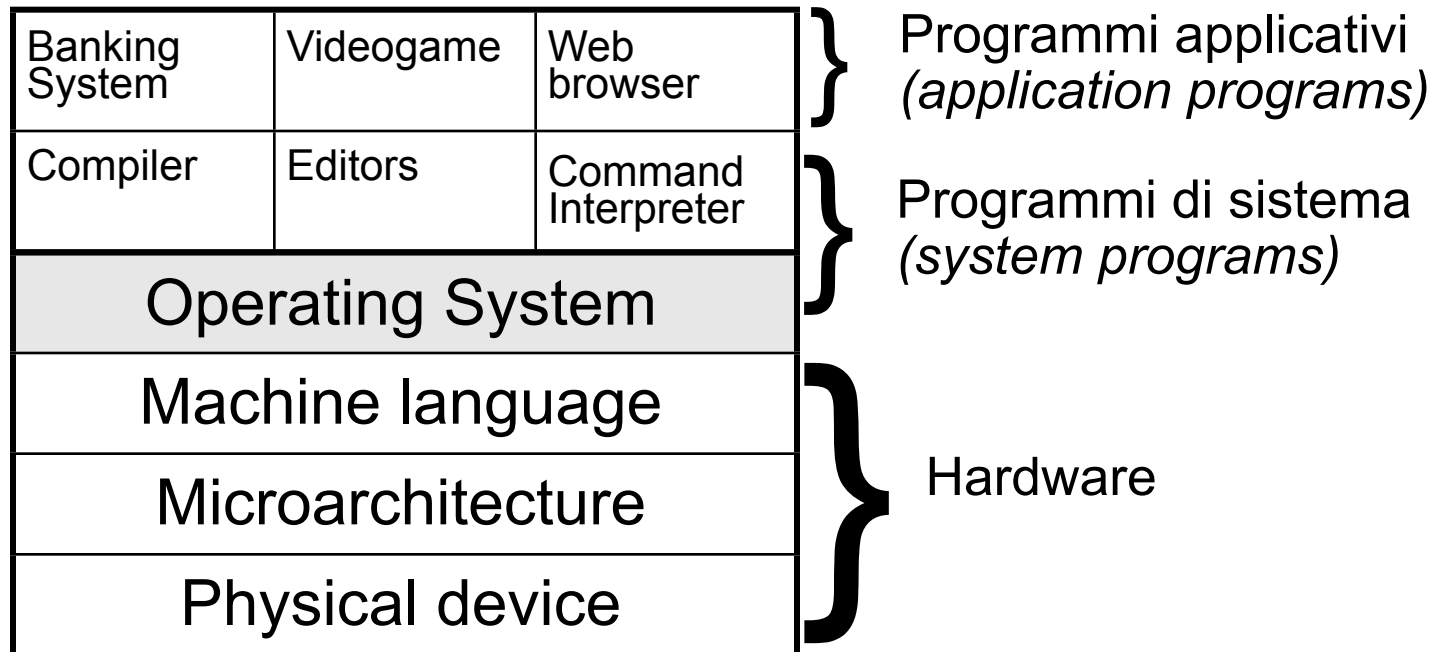 Banking
System
Videogame
Web
browser
Programmi applicativi
(application programs)
Compiler
Editors
Command
Interpreter
Programmi di sistema
(system programs)
Operating System
Machine language
Microarchitecture
Physical device
Hardware